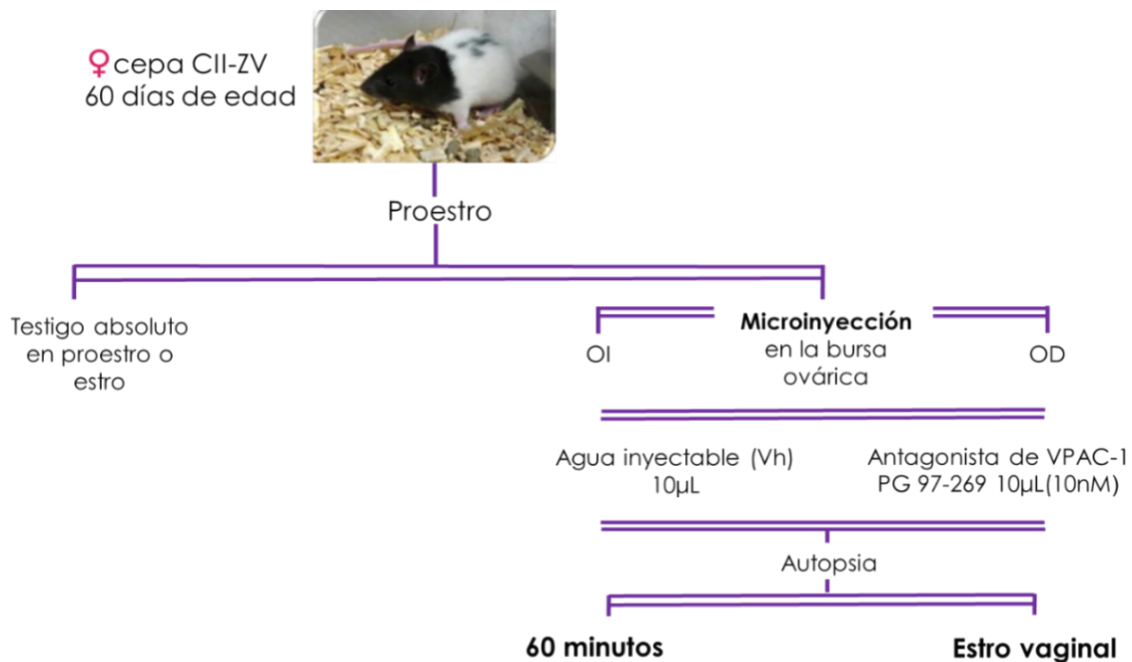 ♀cepa CII-ZV
60 días de edad
Proestro
Testigo absoluto
en proestro o
estro
OI
Microinyección
en la bursa
ovárica
OD
Agua inyectable (Vh)
10µL
Antagonista de VPAC-1
PG 97-269 10µL(10nM)
Autopsia
60 minutos
Estro vaginal